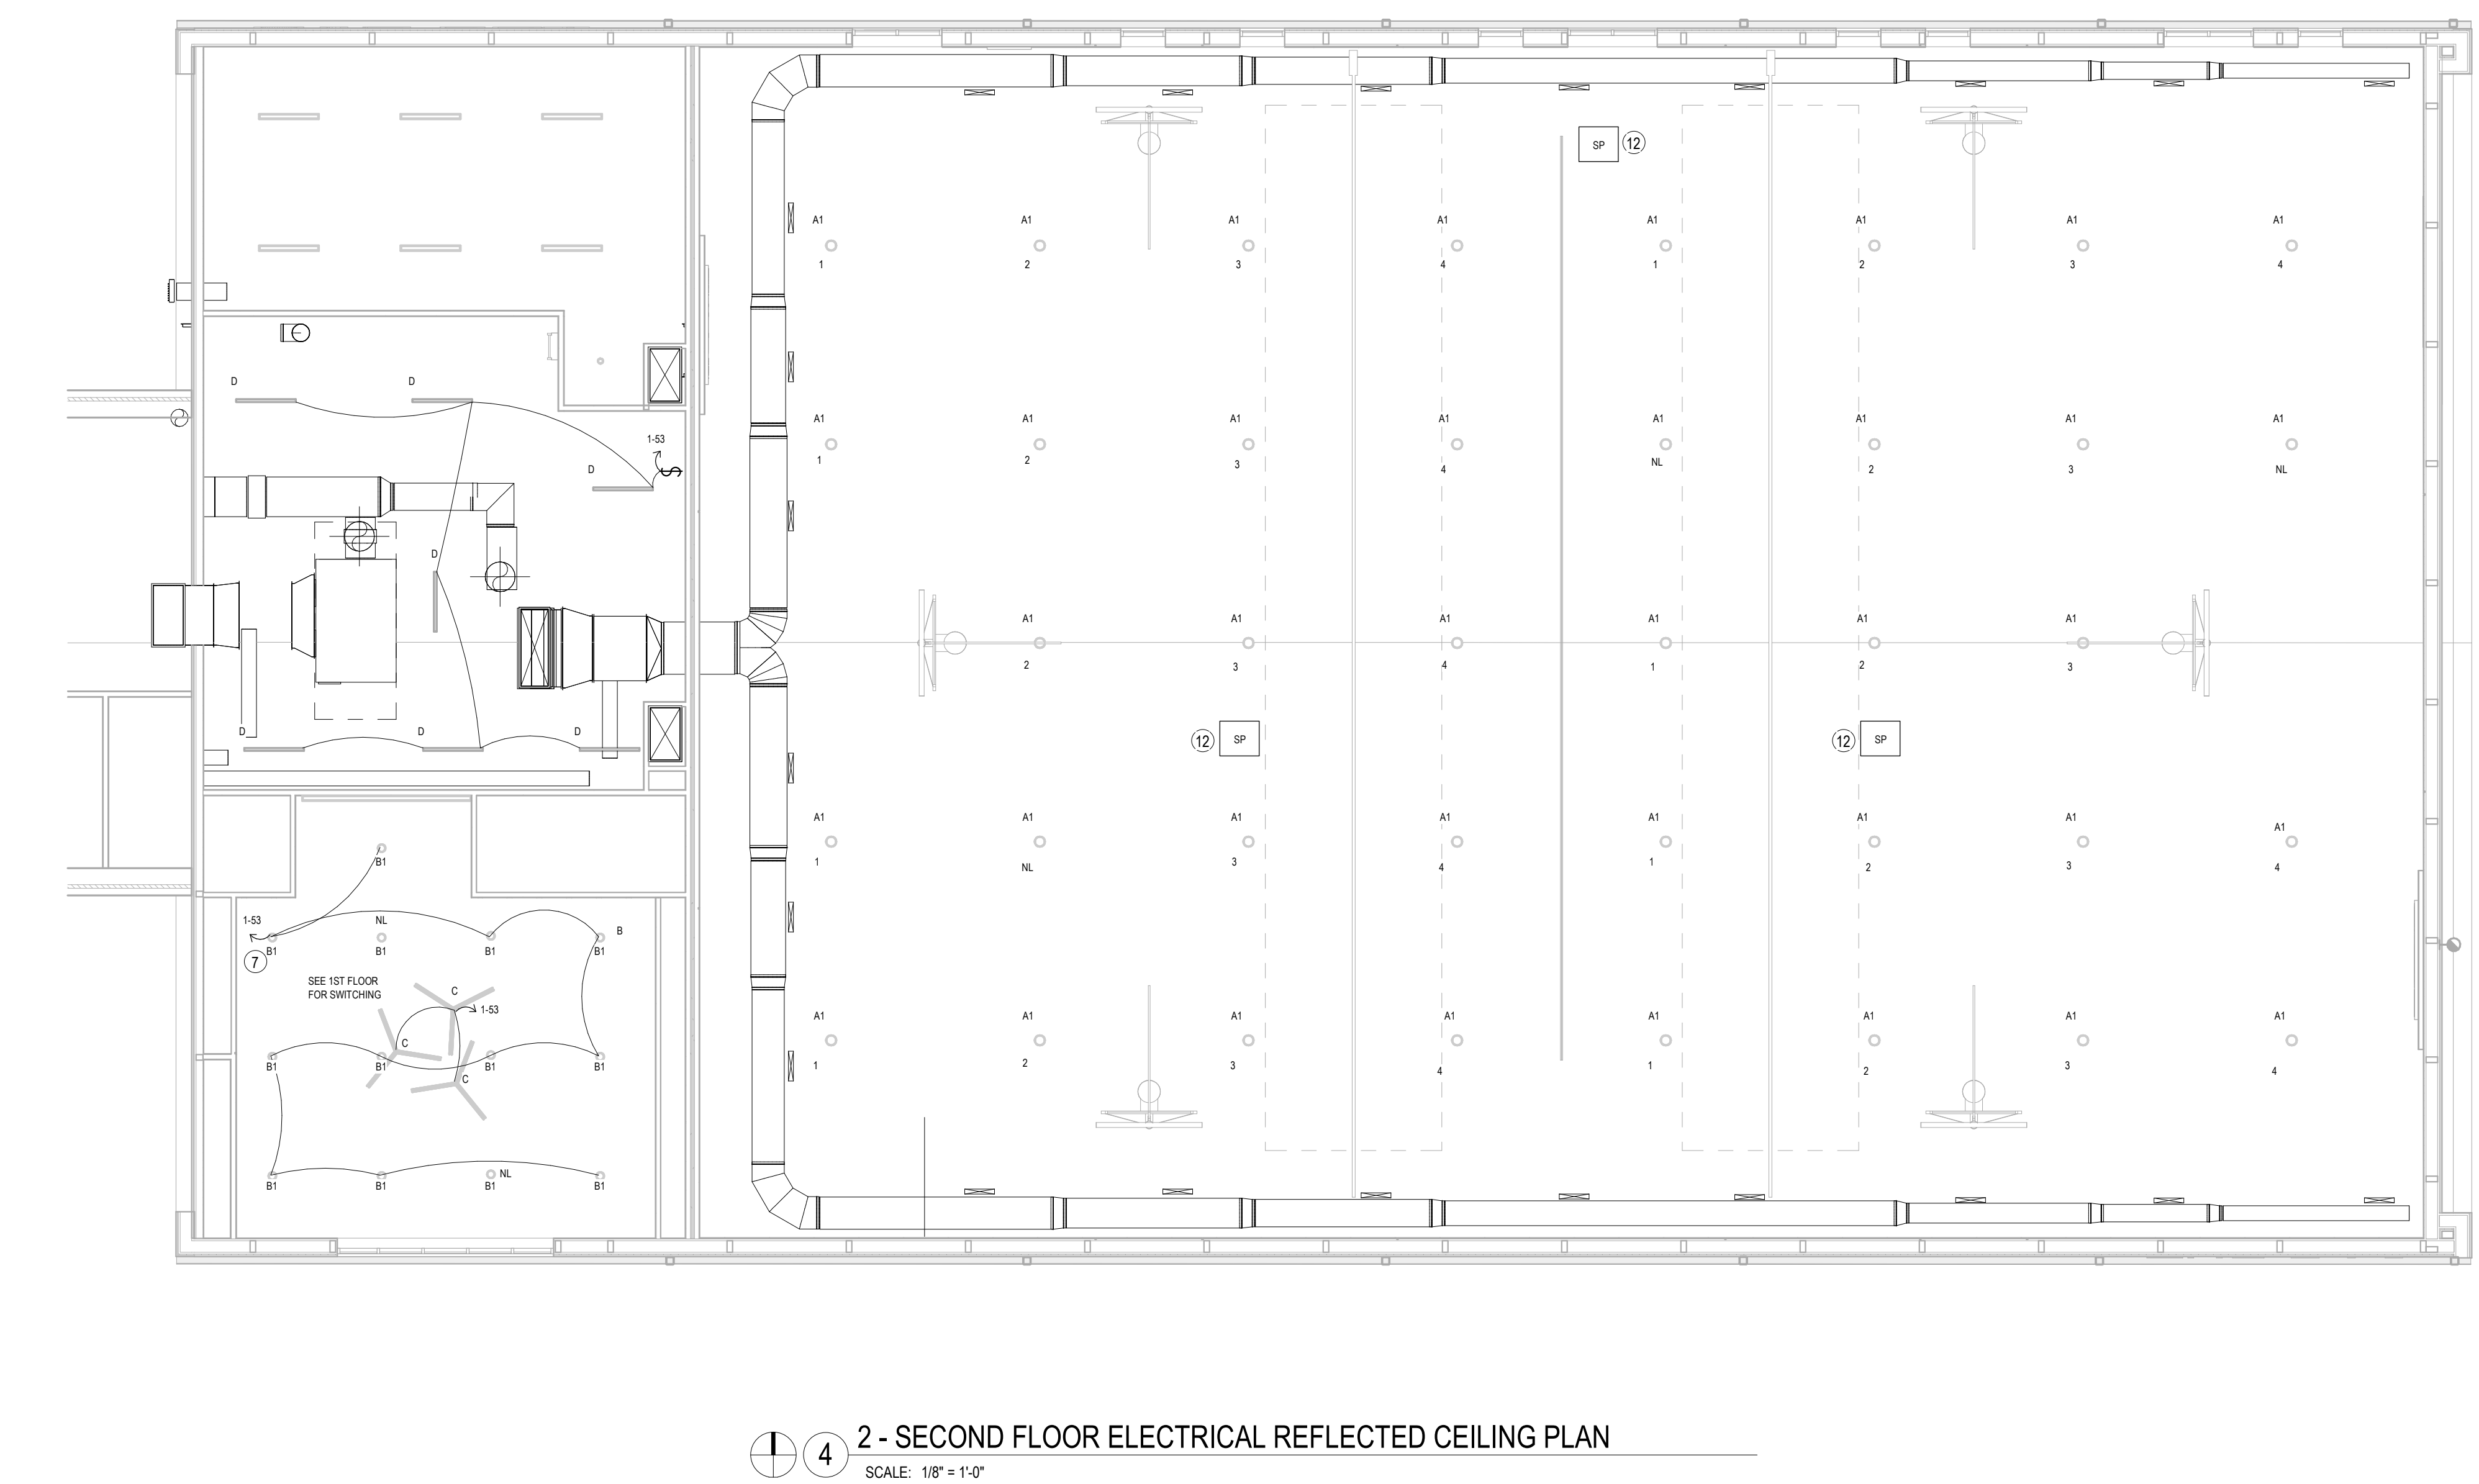 SP 12
A1 A1 A1 A1 A1 A1 A1 A1
1 2 3 4 1 2 3 4
D D
A1 A1 A1 A1 A1 A1 A1 A1
1-53
1 2 3 4 NL 2 3 NL
D
D
A1 A1 A1 A1 A1 A1
2 3 4 1 2 3
D D D
12 SP
12 SP
A1 A1 A1 A1 A1 A1 A1 A1
1 NL 3 4 1 2 3 4
B1
1-53 NL B
B1 B1 B1 B1
7
SEE 1ST FLOOR
FOR SWITCHING
C
1-53
A1 A1 A1 A1 A1 A1 A1 A1
C
1 2 3 4 1 2 3 4
B1 B1 B1 B1
C
NL
B1 B1 B1 B1
4 2 - SECOND FLOOR ELECTRICAL REFLECTED CEILING PLAN
SCALE: 1/8" = 1'-0"